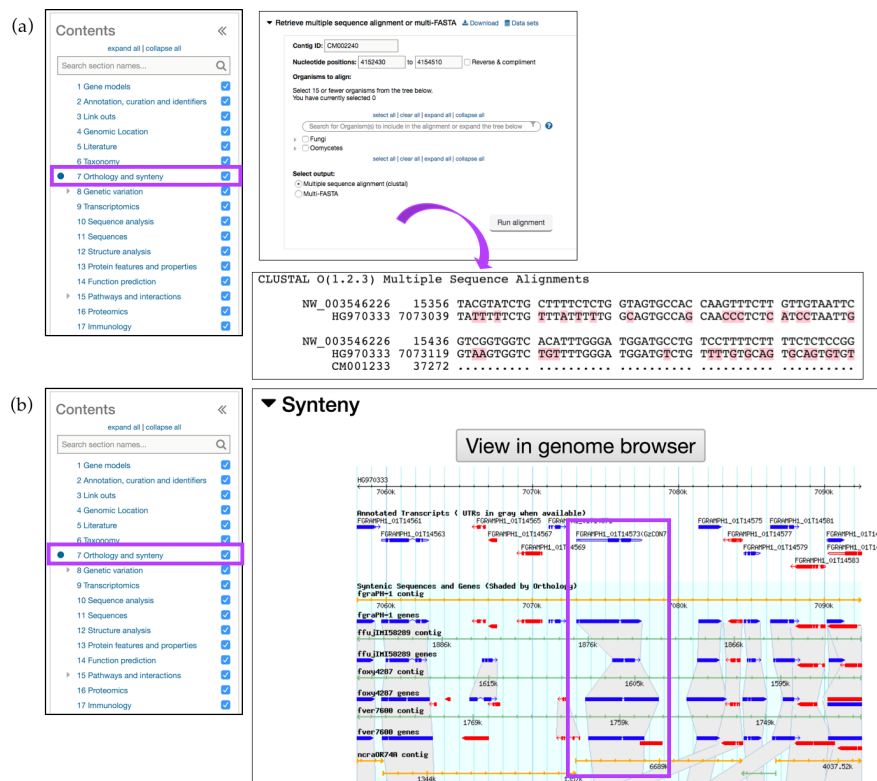 (a)
Contents «
expand all | collapse all
Search section names...
1 Gene models
2 Annotation, curation and identifiers
3 Link outs
4 Genomic Location
5 Literature
6 Taxonomy
7 Orthology and synteny
8 Genetic variation
9 Transcriptomics
10 Sequence analysis
11 Sequences
12 Structure analysis
13 Protein features and properties
14 Function prediction
15 Pathways and interactions
16 Proteomics
17 Immunology
Retrieve multiple sequence alignment or multi-FASTA Download Data sets
Contig ID: CM002240
Nucleotide positions: 4152430 to 4154510 Reverse & compliment
Organisms to align:
Select 15 or fewer organisms from the tree below.
You have currently selected 0
select all | clear all | expand all | collapse all
Search for Organism(s) to include in the alignment or expand the tree below
Fungi
Oomycetes
select all | clear all | expand all | collapse all
Select output:
Multiple sequence alignment (clustal)
Multi-FASTA
Run alignment
CLUSTAL O(1.2.3) Multiple Sequence Alignments
NW_003546226 15356 TACGTATCTG CTTTTCTCTG GGTAGTGCCAC CAAGTTTCTT GTTGTAATTC
HG970333 7073039 TATTTTTCTG TTTATTTTTG GCAGTGCCAG CAACCCTCTC ATCCTAATTG
NW_003546226 15436 GTCGGTGGTC ACATTTGGGA TGGATGCCTG TCCTTTTCTT TTCTCTCCGG
HG970333 7073119 GTAAGTGGTC TGTTTTGGGA TGGATGTCTG TTTTGTGCAG TGCAGTGTGT
CM001233 37272 .......... .......... .......... .......... ..........
(b)
Contents «
expand all | collapse all
Search section names...
1 Gene models
2 Annotation, curation and identifiers
3 Link outs
4 Genomic Location
5 Literature
6 Taxonomy
7 Orthology and synteny
8 Genetic variation
9 Transcriptomics
10 Sequence analysis
11 Sequences
12 Structure analysis
13 Protein features and properties
14 Function prediction
15 Pathways and interactions
16 Proteomics
17 Immunology
Synteny
View in genome browser
HG970333
7060k 7070k 7080k 7090k
Annotated Transcripts ( UTRs in gray when available)
FGRAMPH1_01T14561 FGRAMPH1_01T14565 FGRAMPH1_01T14575 FGRAMPH1_01T14581
FGRAMPH1_01T14563 FGRAMPH1_01T14567 FGRAMPH1_01T14573(GzCON7 FGRAMPH1_01T14577 FGRAMPH1_01T14
FGRAMPH1_01T14569 FGRAMPH1_01T14579 FGRAMPH1_01T14
FGRAMPH1_01T14583
Syntenic Sequences and Genes (Shaded by Orthology)
fgraPH-1 contig
7060k 7070k 7080k 7090k
fgraPH-1 genes
ffujIMI58289 contig
1886k 1876k 1866k
ffujIMI58289 genes
foxy4287 contig
1615k 1605k 1595k
foxy4287 genes
fver7600 contig
1769k 1759k 1749k
fver7600 genes
ncraOR74A contig
6689k 4037.52k
1344k